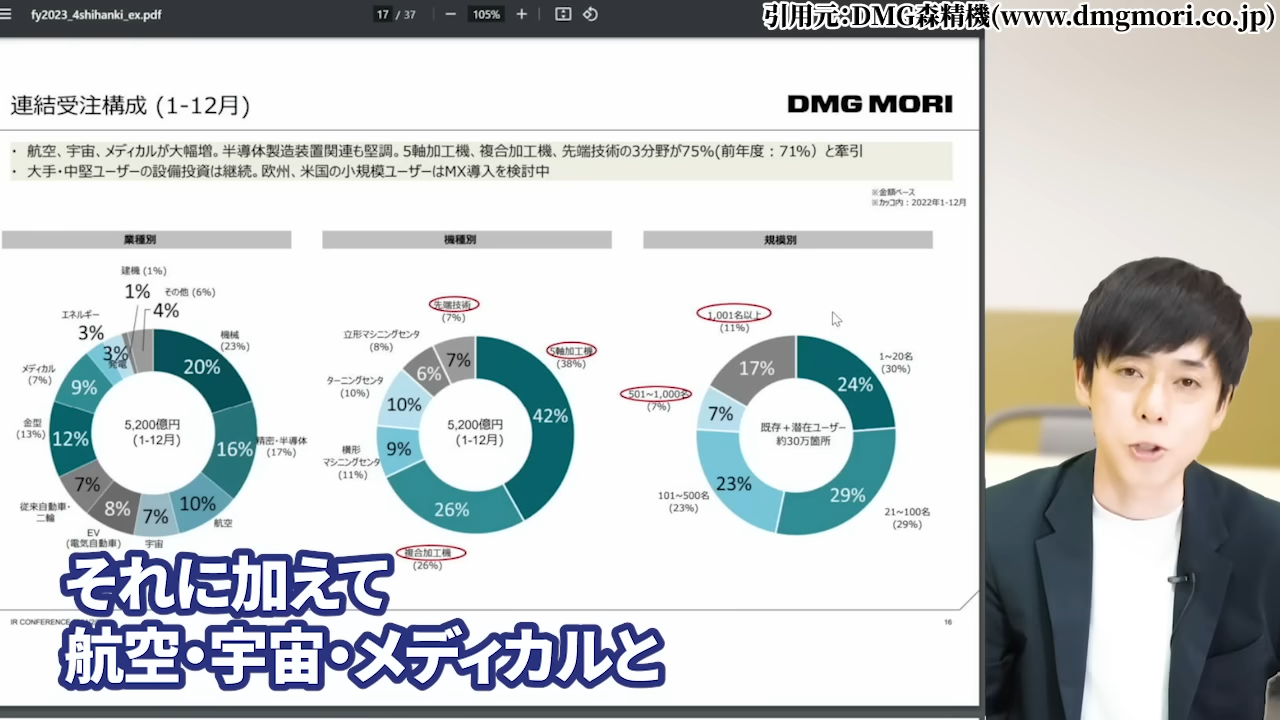 fy2023_4shihanki_ex.pdf
17 / 37
105%
引用元:DMG森精機(www.dmgmori.co.jp)
連結受注構成 (1-12月)
DMG MORI
・ 航空、宇宙、メディカルが大幅増。半導体製造装置関連も堅調。5軸加工機、複合加工機、先端技術の3分野が75%(前年度:71%) と牽引
・ 大手・中堅ユーザーの設備投資は継続。欧州、米国の小規模ユーザーはMX導入を検討中
※金額ベース
※カッコ内:2022年1-12月
業種別
建機 (1%)
1%
その他 (6%)
4%
エネルギー
3%
3%
発電
機械
(23%)
20%
メディカル
(7%)
9%
金型
(13%)
12%
5,200億円
(1-12月)
精密・半導体
(17%)
16%
従来自動車・
二輪
7%
EV
(電気自動車)
8%
宇宙
7%
航空
10%
機種別
先端技術
(7%)
7%
立形マシニングセンタ
(8%)
6%
5軸加工機
(38%)
42%
ターニングセンタ
(10%)
10%
5,200億円
(1-12月)
横形
マシニングセンタ
(11%)
9%
26%
複合加工機
(26%)
規模別
1,001名以上
(11%)
17%
1~20名
(30%)
24%
501~1,000名
(7%)
7%
既存+潜在ユーザー
約30万箇所
101~500名
(23%)
23%
29%
21~100名
(29%)
IR CONFERENCE
16
それに加えて
航空・宇宙・メディカルと